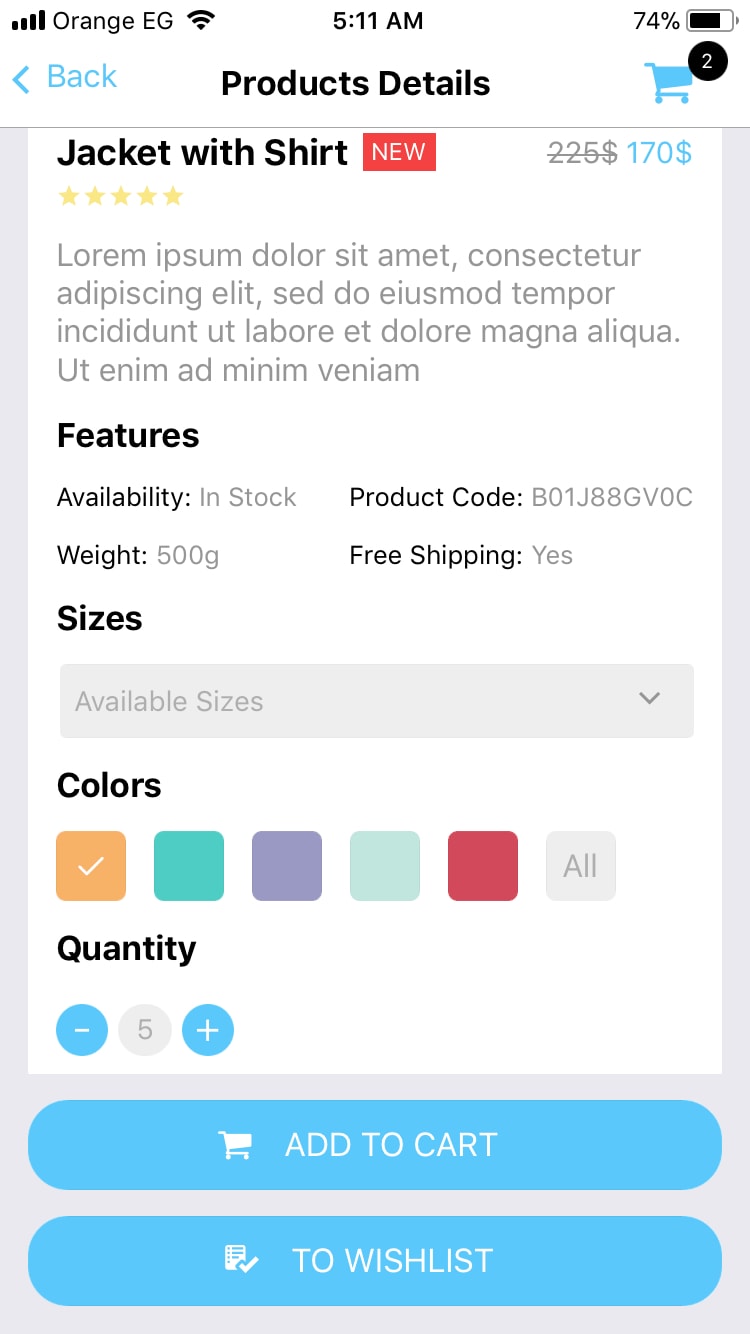 Orange EG 5:11 AM 74%
Back Products Details 2
Jacket with Shirt NEW 225$ 170$
Lorem ipsum dolor sit amet, consectetur
adipiscing elit, sed do eiusmod tempor
incididunt ut labore et dolore magna aliqua.
Ut enim ad minim veniam
Features
Availability: In Stock Product Code: B01J88GV0C
Weight: 500g Free Shipping: Yes
Sizes
Available Sizes
Colors
All
Quantity
- 5 +
ADD TO CART
TO WISHLIST